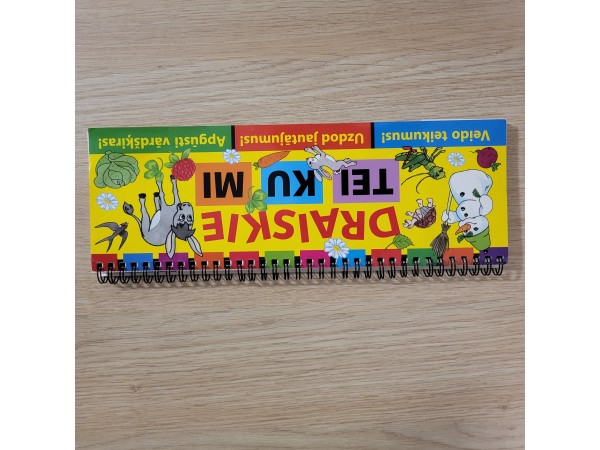 DRAISKIE
TEI KU MI
Veido teikumus! Uzdod jautājumus! Apgūsti vārdšķiras!